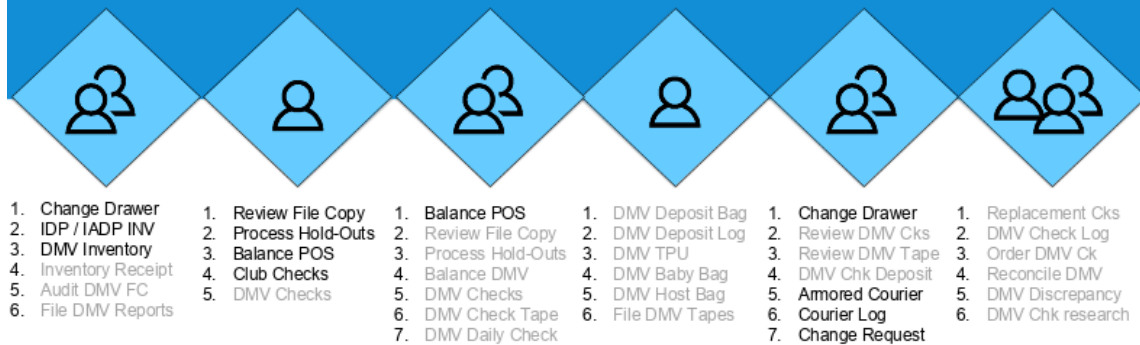 1. Change Drawer
2. IDP / IADP INV
3. DMV Inventory
4. Inventory Receipt
5. Audit DMV FC
6. File DMV Reports
1. Review File Copy
2. Process Hold-Outs
3. Balance POS
4. Club Checks
5. DMV Checks
1. Balance POS
2. Review File Copy
3. Process Hold-Outs
4. Balance DMV
5. DMV Checks
6. DMV Check Tape
7. DMV Daily Check
1. DMV Deposit Bag
2. DMV Deposit Log
3. DMV TPU
4. DMV Baby Bag
5. DMV Host Bag
6. File DMV Tapes
1. Change Drawer
2. Review DMV Cks
3. Review DMV Tape
4. DMV Chk Deposit
5. Armored Courier
6. Courier Log
7. Change Request
1. Replacement Cks
2. DMV Check Log
3. Order DMV Ck
4. Reconcile DMV
5. DMV Discrepancy
6. DMV Chk research